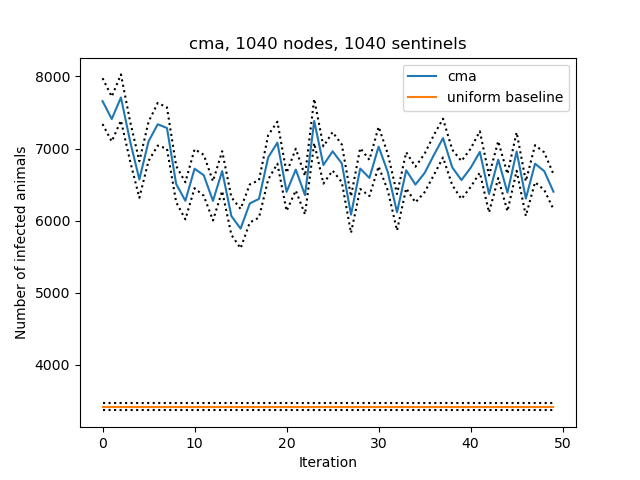 cma, 1040 nodes, 1040 sentinels
cma
uniform baseline
8000
7000
6000
5000
4000
Number of infected animals
0 10 20 30 40 50
Iteration